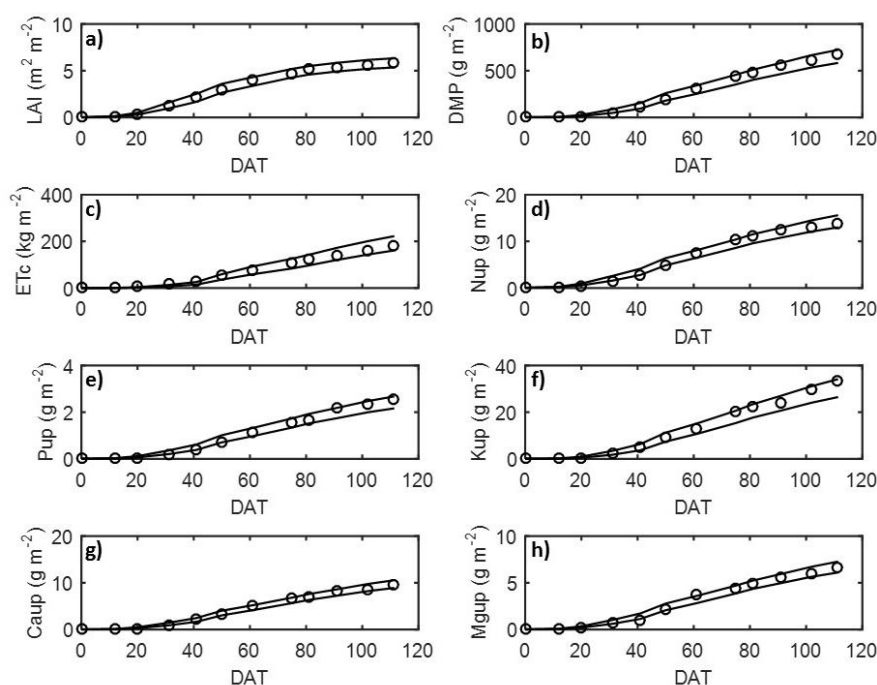 a)
LAI (m² m⁻²)
10
5
0
0 20 40 60 80 100 120
DAT
b)
DMP (g m⁻²)
1000
500
0
0 20 40 60 80 100 120
DAT
c)
ETc (kg m⁻²)
400
200
0
0 20 40 60 80 100 120
DAT
d)
Nup (g m⁻²)
20
10
0
0 20 40 60 80 100 120
DAT
e)
Pup (g m⁻²)
4
2
0
0 20 40 60 80 100 120
DAT
f)
Kup (g m⁻²)
40
20
0
0 20 40 60 80 100 120
DAT
g)
Caup (g m⁻²)
20
10
0
0 20 40 60 80 100 120
DAT
h)
Mgup (g m⁻²)
10
5
0
0 20 40 60 80 100 120
DAT